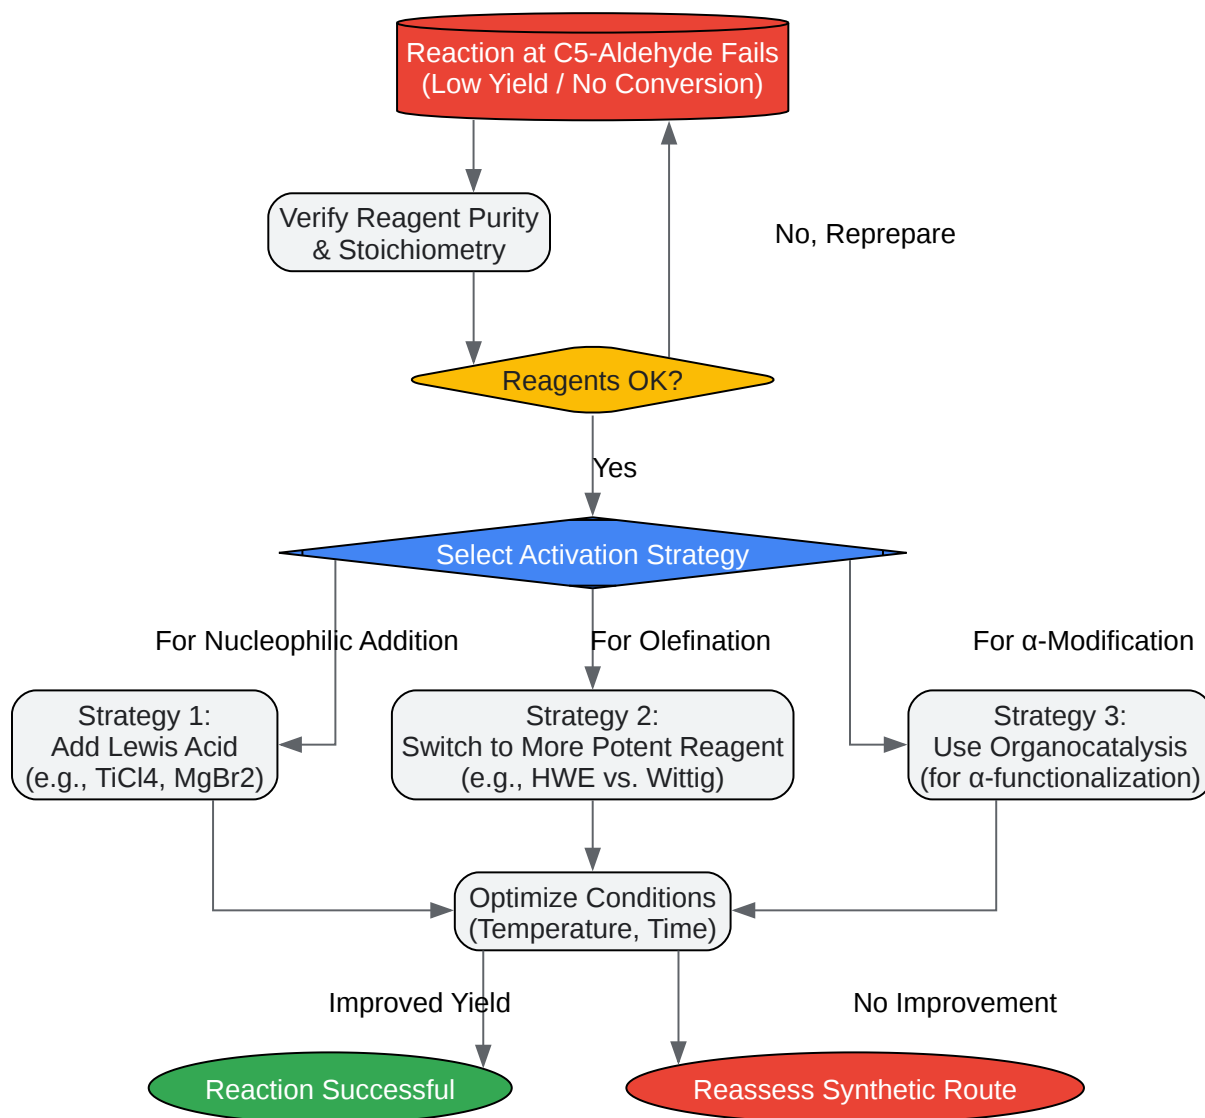 Reaction at C5-Aldehyde Fails
(Low Yield / No Conversion)
Verify Reagent Purity
& Stoichiometry
No, Reprepare
Reagents OK?
Yes
Select Activation Strategy
For Nucleophilic Addition
For Olefination
For α-Modification
Strategy 1:
Add Lewis Acid
(e.g., TiCl4, MgBr2)
Strategy 2:
Switch to More Potent Reagent
(e.g., HWE vs. Wittig)
Strategy 3:
Use Organocatalysis
(for α-functionalization)
Optimize Conditions
(Temperature, Time)
Improved Yield
No Improvement
Reaction Successful
Reassess Synthetic Route